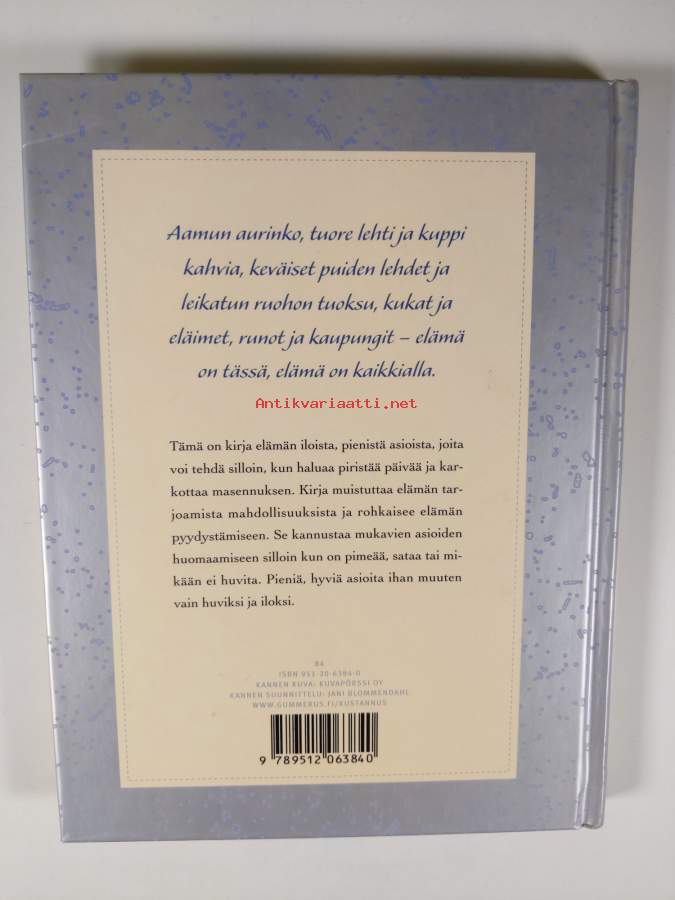 Aamun aurinko, tuore lehti ja kuppi
kahvia, keväiset puiden lehdet ja
leikatun ruohon tuoksu, kukat ja
eläimet, runot ja kaupungit – elämä
on tässä, elämä on kaikkialla.
Antikvariaatti.net
Tämä on kirja elämän iloista, pienistä asioista, joita
voi tehdä silloin, kun haluaa piristää päivää ja kar-
kottaa masennuksen. Kirja muistuttaa elämän tar-
joamista mahdollisuuksista ja rohkaisee elämän
pyydystämiseen. Se kannustaa mukavien asioiden
huomaamiseen silloin kun on pimeää, sataa tai mi-
kään ei huvita. Pieniä, hyviä asioita ihan muuten
vain huviksi ja iloksi.
84
ISBN 951-20-6384-0
KANNEN KUVA: KUVAPÖRSSI OY
KANNEN SUUNNITTELU: JANI BLOMMENDAHL
WWW.GUMMERUS.FI/KUSTANNUS
9 789512 063840